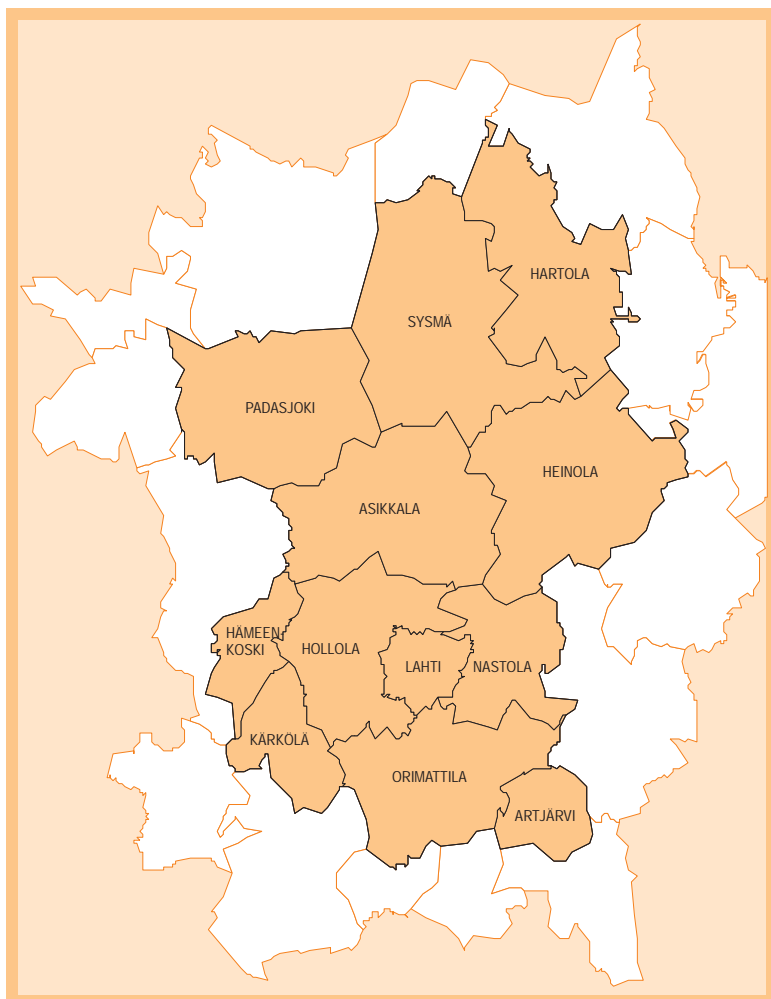 HARTOLA
SYSMÄ
PADASJOKI
HEINOLA
ASIKKALA
HÄMEEN
KOSKI
HOLLOLA
LAHTI
NASTOLA
KÄRKÖLÄ
ORIMATTILA
ARTJÄRVI